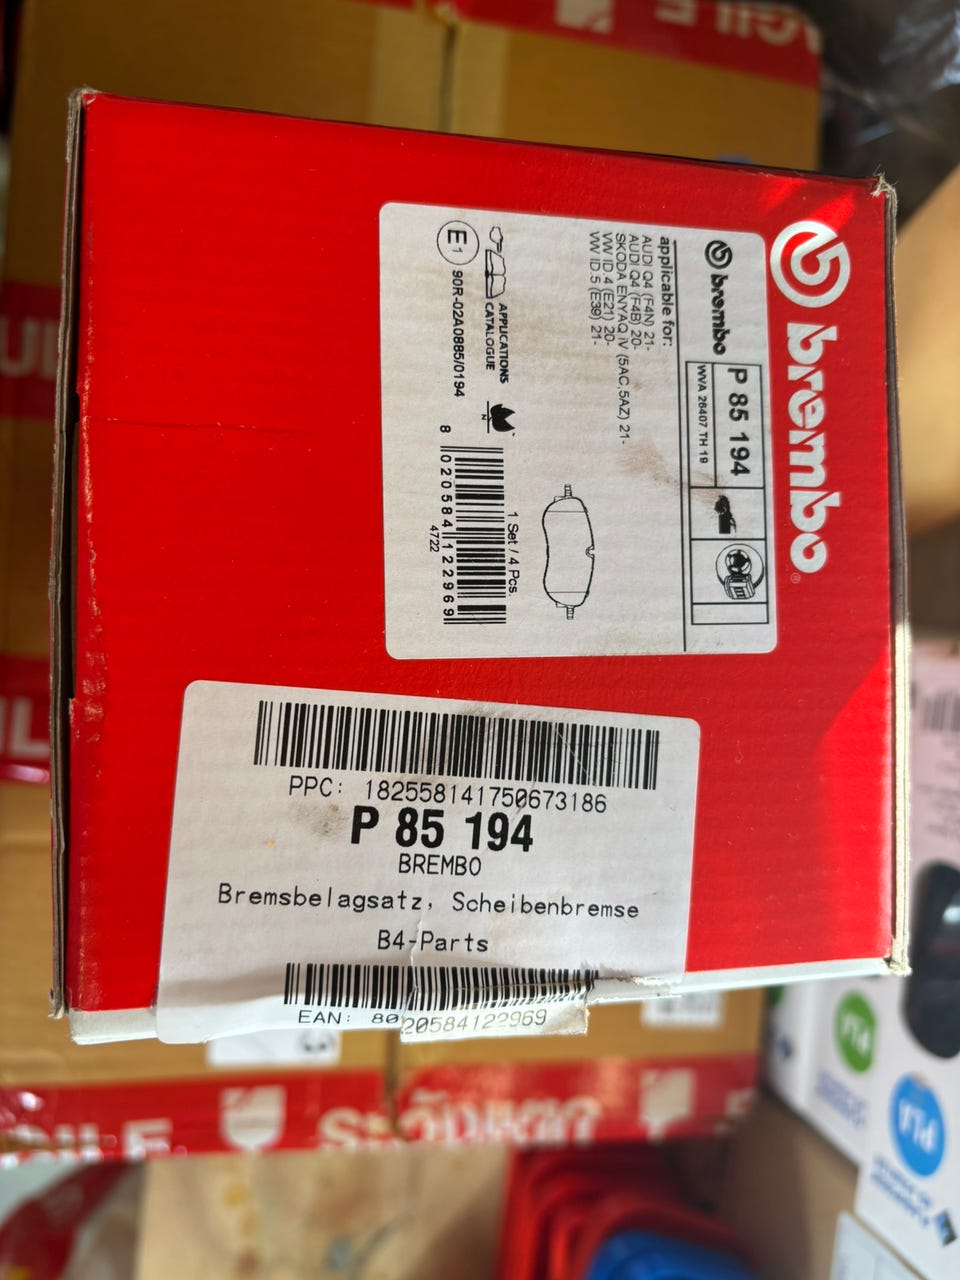 brembo
brembo
P 85 194
WVA 26407 TH 19
applicable for:
AUDI Q4 (F4N) 21-
AUDI Q4 (F4B) 20-
SKODA ENYAQ iV (5AC,5AZ) 21-
VW ID.4 (E21) 20-
VW ID.5 (E39) 21-
1 Set / 4 Pcs.
APPLICATIONS
CATALOGUE
E1
90R-02A0885/0194
8 020584 122969
4722
PPC: 182558141750673186
P 85 194
BREMBO
Bremsbelagsatz, Scheibenbremse
B4-Parts
EAN: 8020584122969
PLA